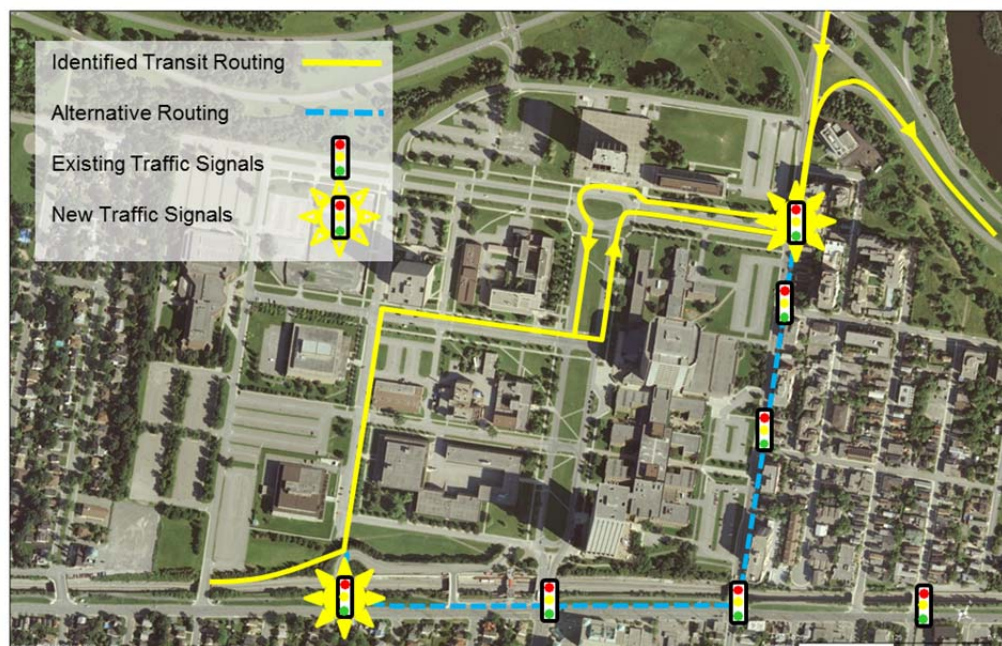 Identified Transit Routing
Alternative Routing
Existing Traffic Signals
New Traffic Signals